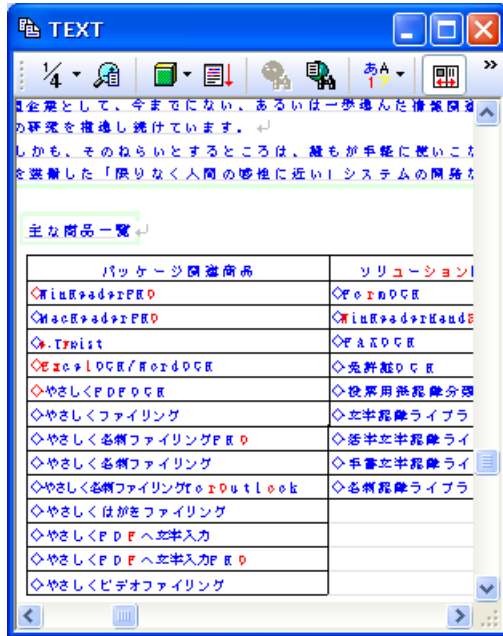 TEXT
企業として、今までにない、あるいは一歩進んだ情報関連
の研究を推進し続けています。
しかも、そのねらいとするところは、誰もが手軽に使いこな
を装備した「限りなく人間の感性に近い」システムの開発
主な商品一覧
パッケージ関連商品 ソリューション
◇WinReaderPRO ◇FormOCR
◇MacReaderPRO ◇WinReaderHand
◇e.Typist ◇FAXOCR
◇ExcelOCR/WordOCR ◇免許証OCR
◇やさしくPDFOCR ◇投票用紙認識分類
◇やさしくファイリング ◇文字認識ライブラ
◇やさしく名刺ファイリングPRO ◇活字文字認識ライ
◇やさしく名刺ファイリング ◇手書文字認識ライ
◇やさしく名刺ファイリングforOutlook ◇名刺認識ライブラ
◇やさしくはがきファイリング
◇やさしくPDFへ文字入力
◇やさしくPDFへ文字入力PRO
◇やさしくビデオファイリング